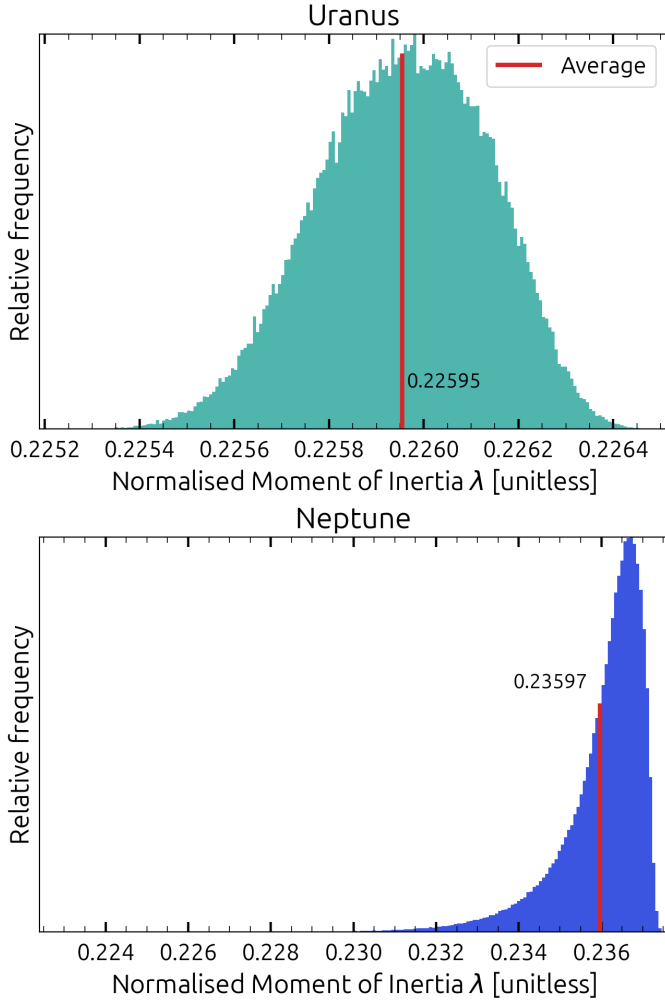 Uranus
Average
Relative frequency
0.22595
0.2252 0.2254 0.2256 0.2258 0.2260 0.2262 0.2264
Normalised Moment of Inertia λ [unitless]
Neptune
Relative frequency
0.23597
0.224 0.226 0.228 0.230 0.232 0.234 0.236
Normalised Moment of Inertia λ [unitless]